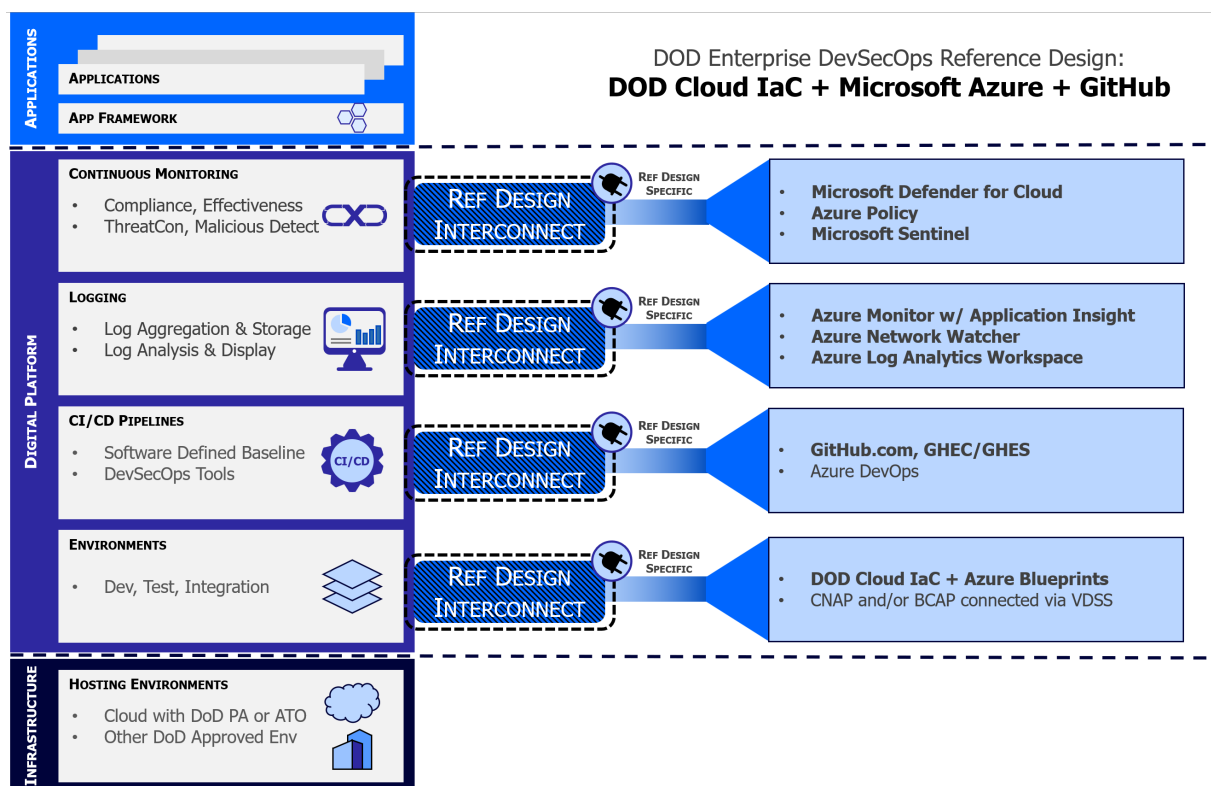 APPLICATIONS
APPLICATIONS
APP FRAMEWORK
DOD Enterprise DevSecOps Reference Design:
DOD Cloud IaC + Microsoft Azure + GitHub
DIGITAL PLATFORM
CONTINUOUS MONITORING
• Compliance, Effectiveness
• ThreatCon, Malicious Detect
REF DESIGN
INTERCONNECT
REF DESIGN
SPECIFIC
• Microsoft Defender for Cloud
• Azure Policy
• Microsoft Sentinel
LOGGING
• Log Aggregation & Storage
• Log Analysis & Display
REF DESIGN
INTERCONNECT
REF DESIGN
SPECIFIC
• Azure Monitor w/ Application Insight
• Azure Network Watcher
• Azure Log Analytics Workspace
CI/CD PIPELINES
• Software Defined Baseline
• DevSecOps Tools
CI/CD
REF DESIGN
INTERCONNECT
REF DESIGN
SPECIFIC
• GitHub.com, GHEC/GHES
• Azure DevOps
ENVIRONMENTS
• Dev, Test, Integration
REF DESIGN
INTERCONNECT
REF DESIGN
SPECIFIC
• DOD Cloud IaC + Azure Blueprints
• CNAP and/or BCAP connected via VDSS
INFRASTRUCTURE
HOSTING ENVIRONMENTS
• Cloud with DoD PA or ATO
• Other DoD Approved Env